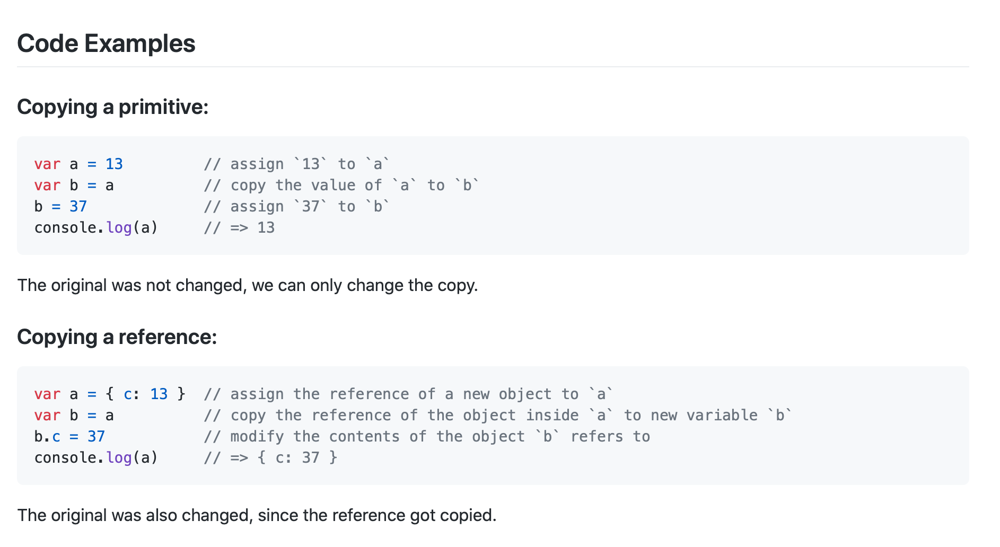 Code Examples
Copying a primitive:
var a = 13         // assign `13` to `a`
var b = a          // copy the value of `a` to `b`
b = 37             // assign `37` to `b`
console.log(a)     // => 13
The original was not changed, we can only change the copy.
Copying a reference:
var a = { c: 13 }  // assign the reference of a new object to `a`
var b = a          // copy the reference of the object inside `a` to new variable `b`
b.c = 37           // modify the contents of the object `b` refers to
console.log(a)     // => { c: 37 }
The original was also changed, since the reference got copied.